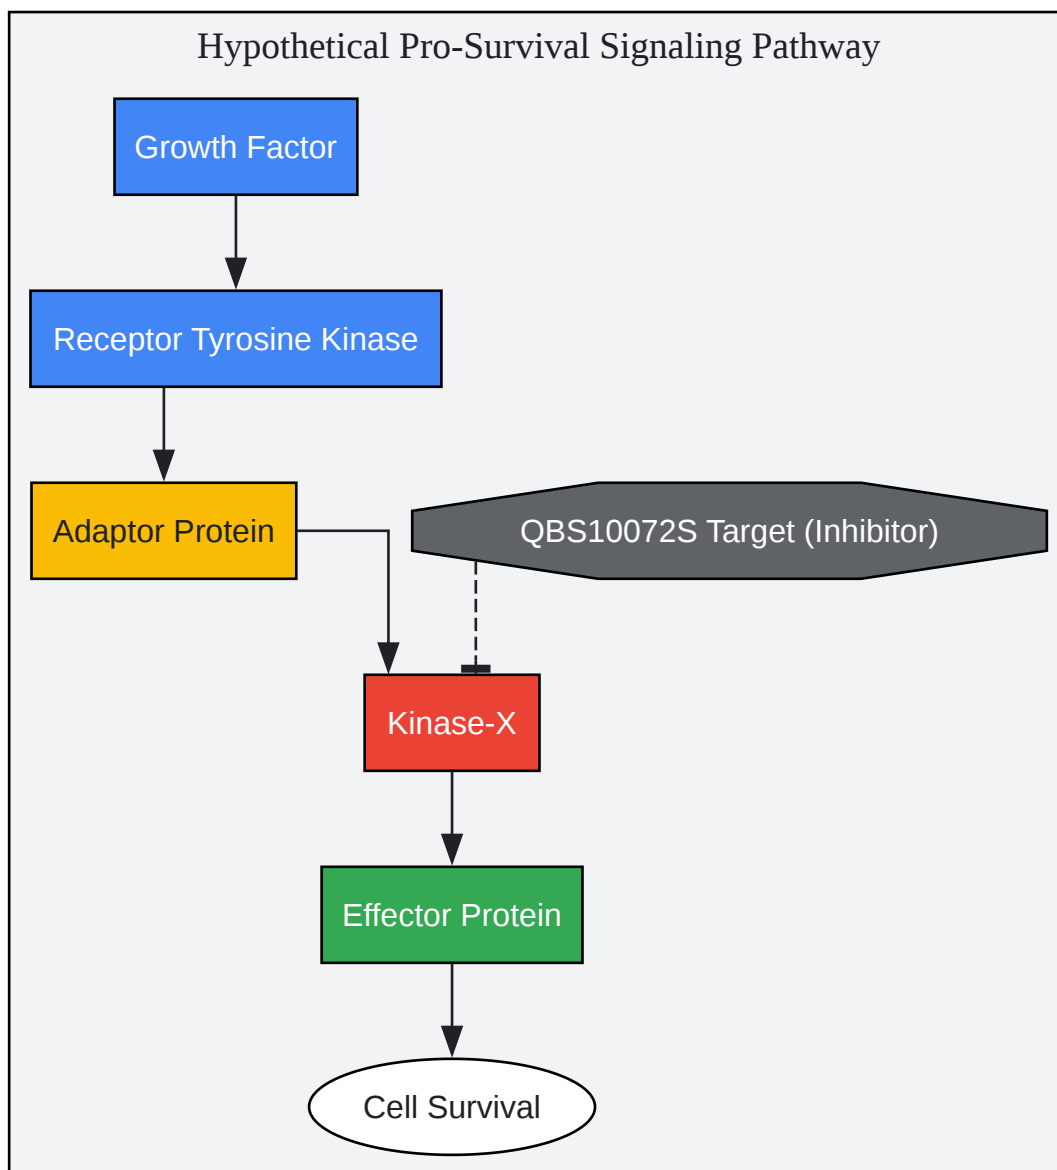 Hypothetical Pro-Survival Signaling Pathway
Growth Factor
Receptor Tyrosine Kinase
Adaptor Protein
QBS10072S Target (Inhibitor)
Kinase-X
Effector Protein
Cell Survival